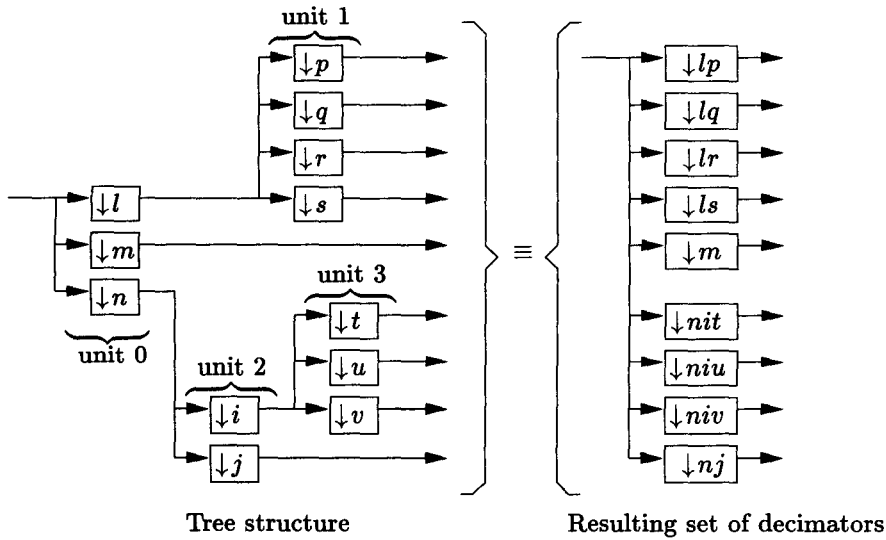 unit 1
↓p
↓q
↓r
↓s
↓l
↓m
↓n
unit 0
unit 3
↓t
↓u
↓v
unit 2
↓i
↓j
Tree structure
≡
↓lp
↓lq
↓lr
↓ls
↓m
↓nit
↓niu
↓niv
↓nj
Resulting set of decimators